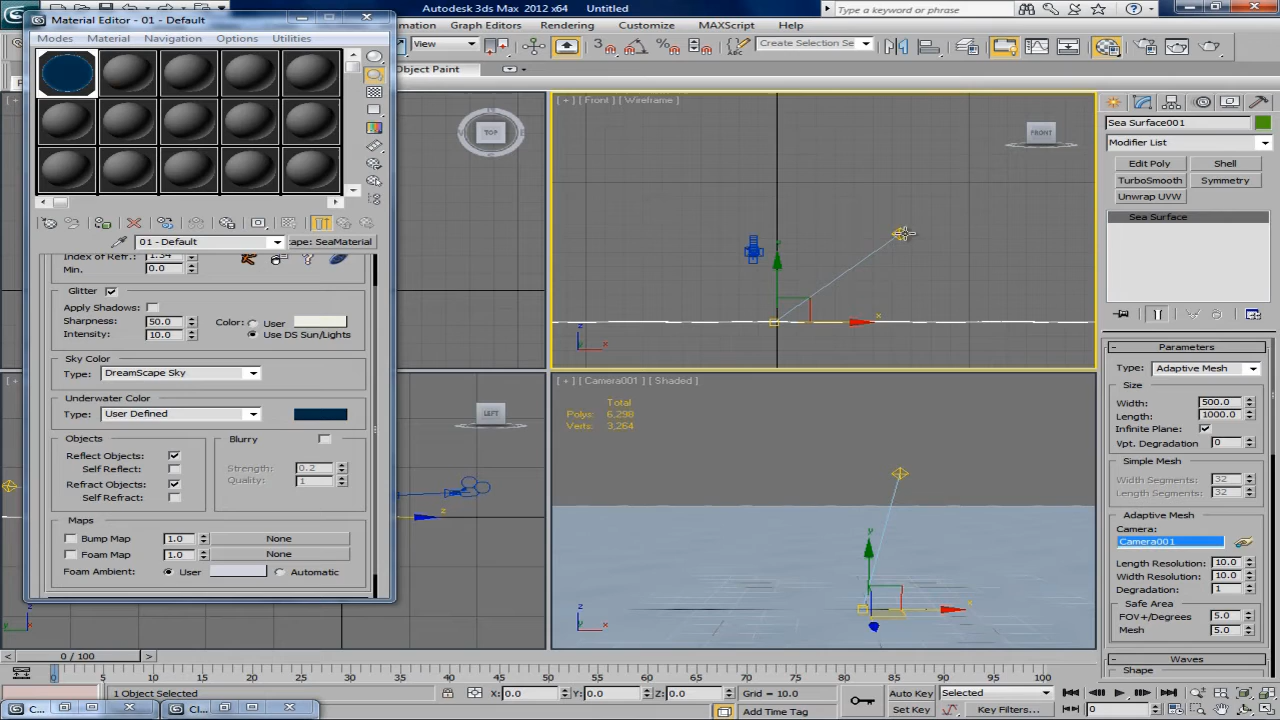 Material Editor - 01 - Default
Autodesk 3ds Max 2012 x64 Untitled
Type a keyword or phrase
Modes Material Navigation Options Utilities
Graph Editors Rendering Customize MAXScript Help
View
Create Selection Se
Object Paint
[ + ] [ Front ] [ Wireframe ]
TOP
FRONT
Sea Surface001
Modifier List
Edit Poly Shell
TurboSmooth Symmetry
Unwrap UVW
Sea Surface
01 - Default
cape: SeaMaterial
Index of Refr.: 1.34
Min. 0.0
Glitter
Apply Shadows:
Sharpness: 50.0 Color: User
Intensity: 10.0 Use DS Sun/Lights
Sky Color
Type: DreamScape Sky
Underwater Color
Type: User Defined
Objects Blurry
Reflect Objects:
Self Reflect: Strength: 0.2
Refract Objects: Quality: 1
Self Refract:
Maps
Bump Map 1.0 None
Foam Map 1.0 None
Foam Ambient: User Automatic
LEFT
[ + ] [ Camera001 ] [ Shaded ]
Total
Polys: 6,298
Verts: 3,264
Parameters
Type: Adaptive Mesh
Size
Width: 500.0
Length: 1000.0
Infinite Plane:
Vpt. Degradation 0
Simple Mesh
Width Segments: 32
Length Segments: 32
Adaptive Mesh
Camera:
Camera001
Length Resolution: 10.0
Width Resolution: 10.0
Degradation: 1
Safe Area
FOV+/Degrees 5.0
Mesh 5.0
Waves
Shape
0 / 100
0 5 10 15 20 25 30 35 40 45 50 55 60 65 70 75 80 85 90 95 100
1 Object Selected X: 0.0 Y: 0.0 Z: 0.0 Grid = 10.0 Auto Key Selected
C... Cl... Add Time Tag Set Key Key Filters... 0